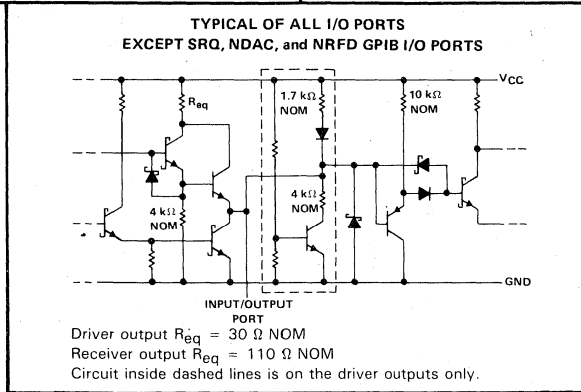 TYPICAL OF ALL I/O PORTS
EXCEPT SRQ, NDAC, and NRFD GPIB I/O PORTS
VCC
Req
1.7 kΩ
NOM
10 kΩ
NOM
4 kΩ
NOM
4 kΩ
NOM
GND
INPUT/OUTPUT
PORT
Driver output Req = 30 Ω NOM
Receiver output Req = 110 Ω NOM
Circuit inside dashed lines is on the driver outputs only.